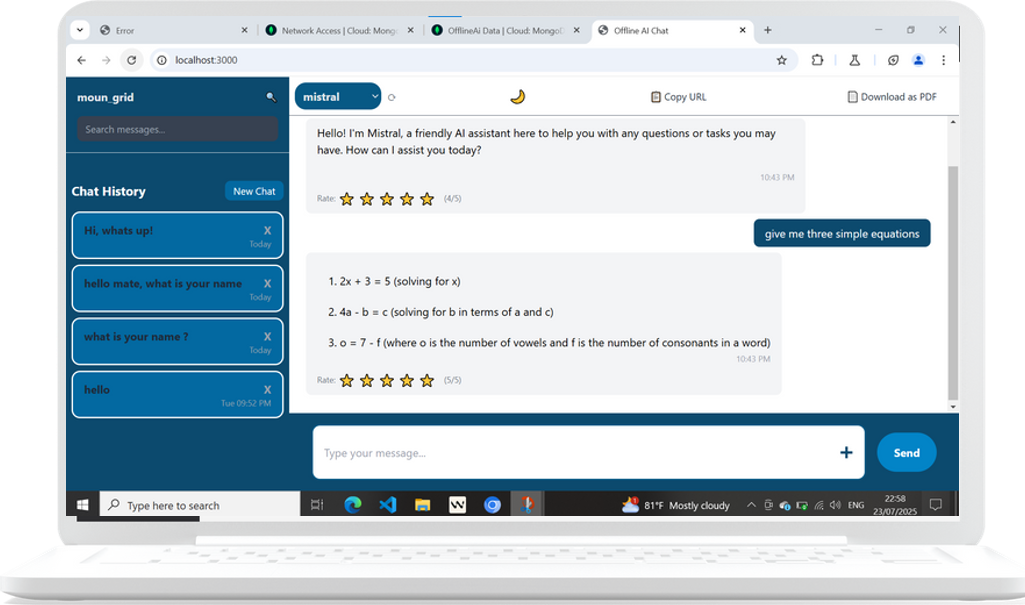 Error
Network Access | Cloud: Mong
OfflineAi Data | Cloud: MongoD
Offline AI Chat
localhost:3000
moun_grid
mistral
Copy URL
Download as PDF
Search messages...
Hello! I'm Mistral, a friendly AI assistant here to help you with any questions or tasks you may
have. How can I assist you today?
10:43 PM
Rate:
(4/5)
Chat History
New Chat
Hi, whats up!
X
Today
hello mate, what is your name
X
Today
what is your name ?
X
Today
hello
X
Tue 09:52 PM
give me three simple equations
1. 2x + 3 = 5 (solving for x)
2. 4a - b = c (solving for b in terms of a and c)
3. o = 7 - f (where o is the number of vowels and f is the number of consonants in a word)
10:43 PM
Rate:
(5/5)
Type your message...
+
Send
Type here to search
W
81°F Mostly cloudy
ENG
22:58
23/07/2025